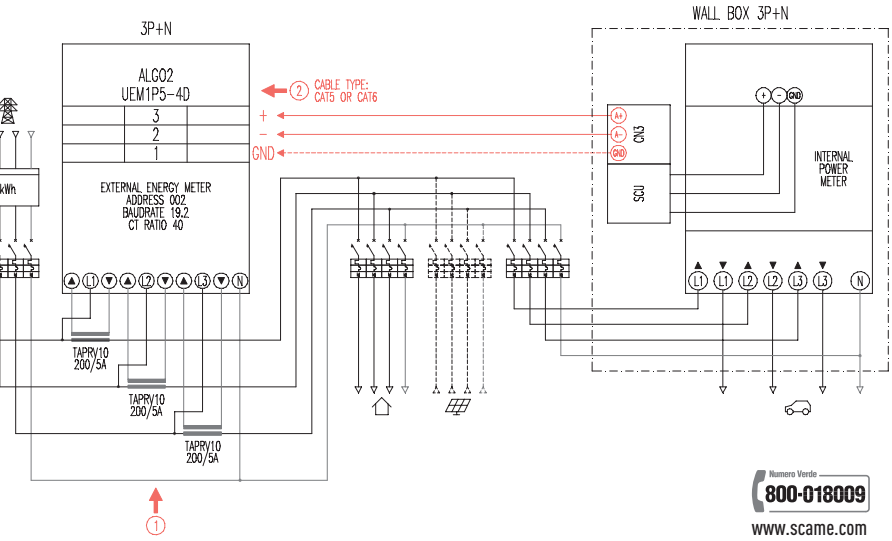 WALL BOX 3P+N
3P+N
ALGO2
UEM1P5-4D
3
2
1
+
−
GND
2
CABLE TYPE:
CAT5 OR CAT6
A+
A−
GND
CN3
SCU
+
−
GND
INTERNAL
POWER
METER
kWh
EXTERNAL ENERGY METER
ADDRESS 002
BAUDRATE 19.2
CT RATIO 40
L1
L2
L3
N
L1
L1
L2
L2
L3
L3
N
TAPRV10
200/5A
TAPRV10
200/5A
TAPRV10
200/5A
1
Numero Verde
800-018009
www.scame.com